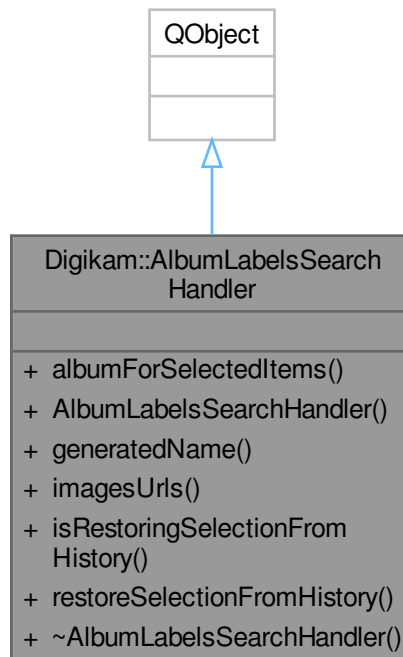 QObject
Digikam::AlbumLabelsSearch
Handler
+ albumForSelectedItems()
+ AlbumLabelsSearchHandler()
+ generatedName()
+ imagesUrls()
+ isRestoringSelectionFrom
History()
+ restoreSelectionFromHistory()
+ ~AlbumLabelsSearchHandler()